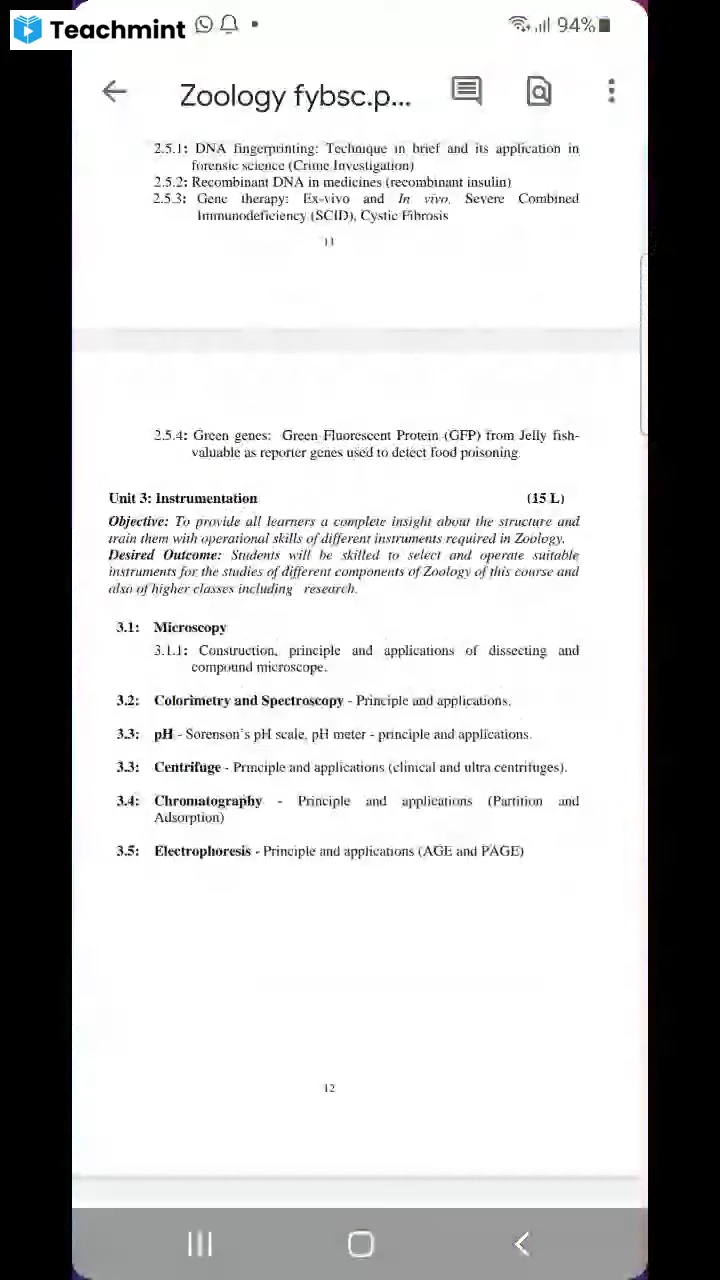 Teachmint
94%
Zoology fybsc.p...
2.5.1: DNA fingerprinting: Technique in brief and its application in
forensic science (Crime Investigation)
2.5.2: Recombinant DNA in medicines (recombinant insulin)
2.5.3: Gene therapy: Ex-vivo and In vivo, Severe Combined
Immunodeficiency (SCID), Cystic Fibrosis
11
2.5.4: Green genes: Green Fluorescent Protein (GFP) from Jelly fish-
valuable as reporter genes used to detect food poisoning.
Unit 3: Instrumentation (15 L)
Objective: To provide all learners a complete insight about the structure and
train them with operational skills of different instruments required in Zoology.
Desired Outcome: Students will be skilled to select and operate suitable
instruments for the studies of different components of Zoology of this course and
also of higher classes including research.
3.1: Microscopy
3.1.1: Construction, principle and applications of dissecting and
compound microscope.
3.2: Colorimetry and Spectroscopy - Principle and applications.
3.3: pH - Sorenson's pH scale, pH meter - principle and applications.
3.3: Centrifuge - Principle and applications (clinical and ultra centrifuges).
3.4: Chromatography - Principle and applications (Partition and
Adsorption)
3.5: Electrophoresis - Principle and applications (AGE and PAGE)
12